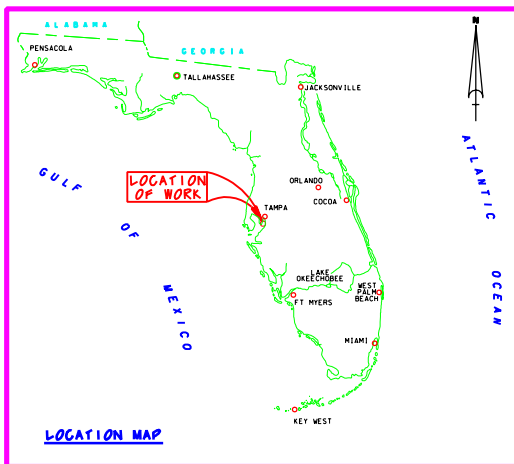 ALABAMA
GEORGIA
N
PENSACOLA
TALLAHASSEE
JACKSONVILLE
GULF
OF
MEXICO
ATLANTIC
OCEAN
LOCATION
OF WORK
ORLANDO
COCOA
TAMPA
LAKE
OKEECHOBEE
WEST
PALM
BEACH
FT MYERS
MIAMI
KEY WEST
LOCATION MAP